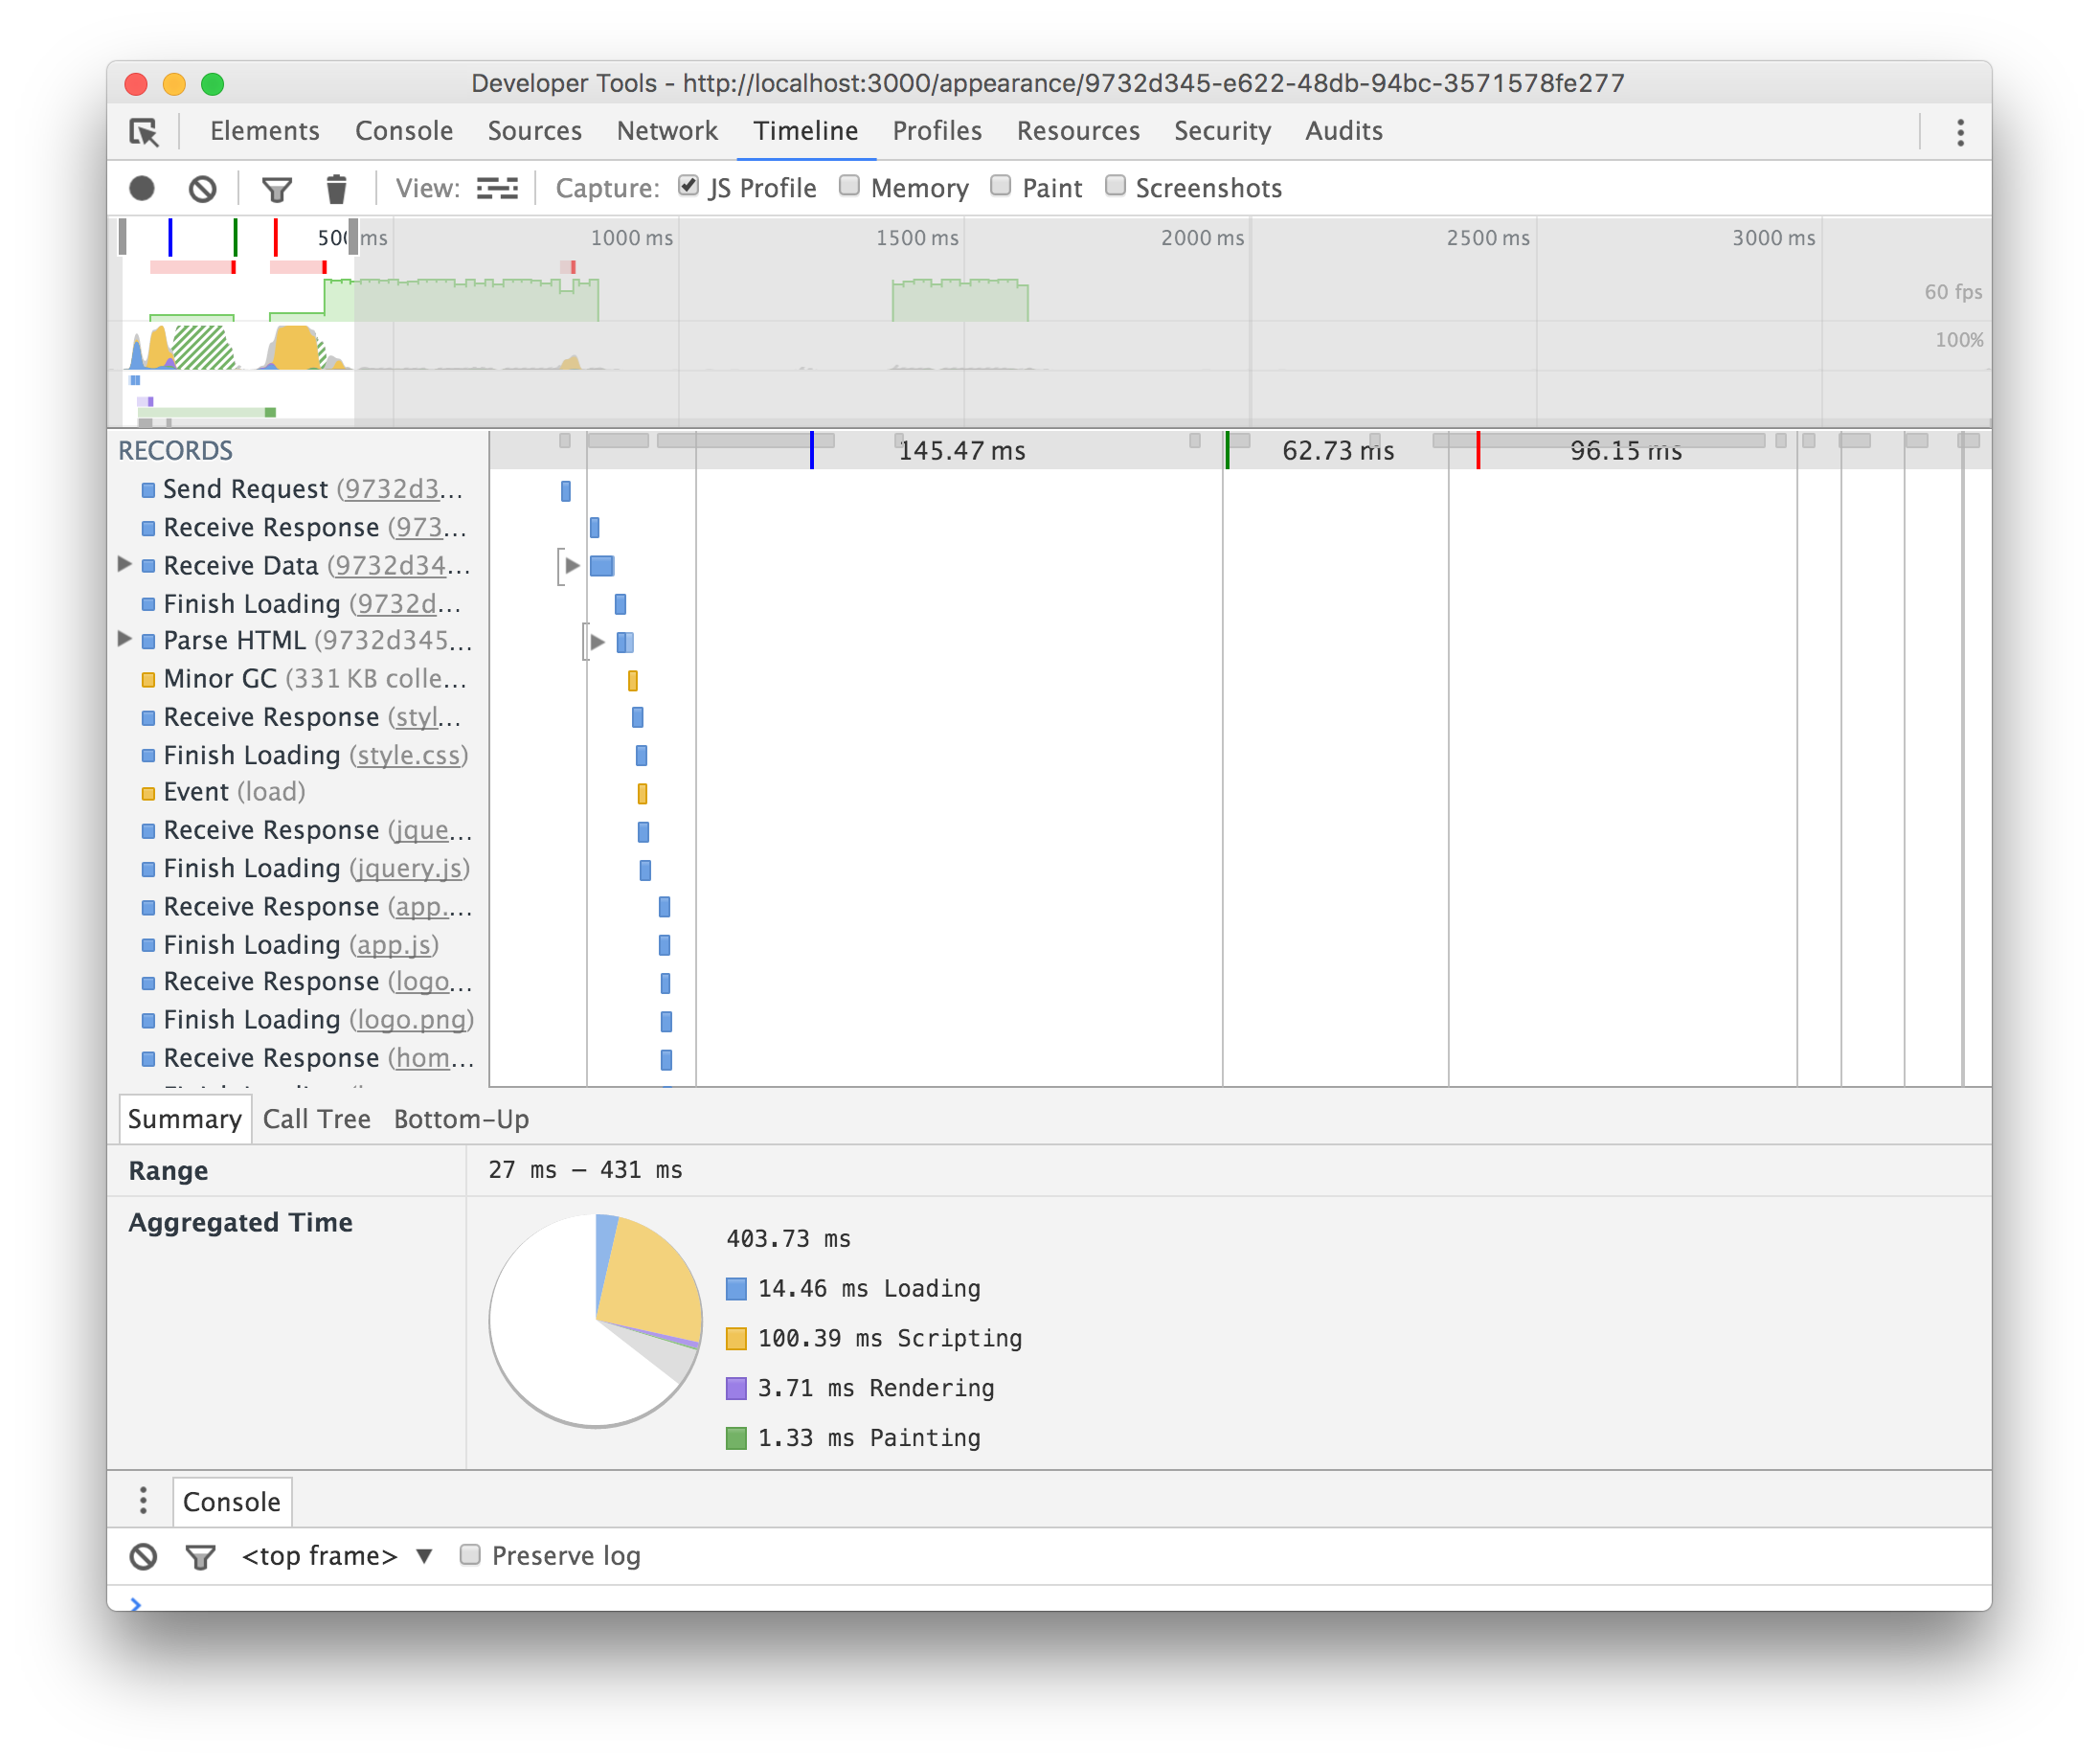 Developer Tools - http://localhost:3000/appearance/9732d345-e622-48db-94bc-3571578fe277
Elements Console Sources Network Timeline Profiles Resources Security Audits
View: Capture: JS Profile Memory Paint Screenshots
500 ms 1000 ms 1500 ms 2000 ms 2500 ms 3000 ms
60 fps
100%
RECORDS 145.47 ms 62.73 ms 96.15 ms
Send Request (9732d3...
Receive Response (973...
Receive Data (9732d34...
Finish Loading (9732d...
Parse HTML (9732d345...
Minor GC (331 KB colle...
Receive Response (styl...
Finish Loading (style.css)
Event (load)
Receive Response (jque...
Finish Loading (jquery.js)
Receive Response (app....
Finish Loading (app.js)
Receive Response (logo...
Finish Loading (logo.png)
Receive Response (hom...
Summary Call Tree Bottom-Up
Range 27 ms – 431 ms
Aggregated Time
403.73 ms
14.46 ms Loading
100.39 ms Scripting
3.71 ms Rendering
1.33 ms Painting
Console
<top frame> ▼ Preserve log